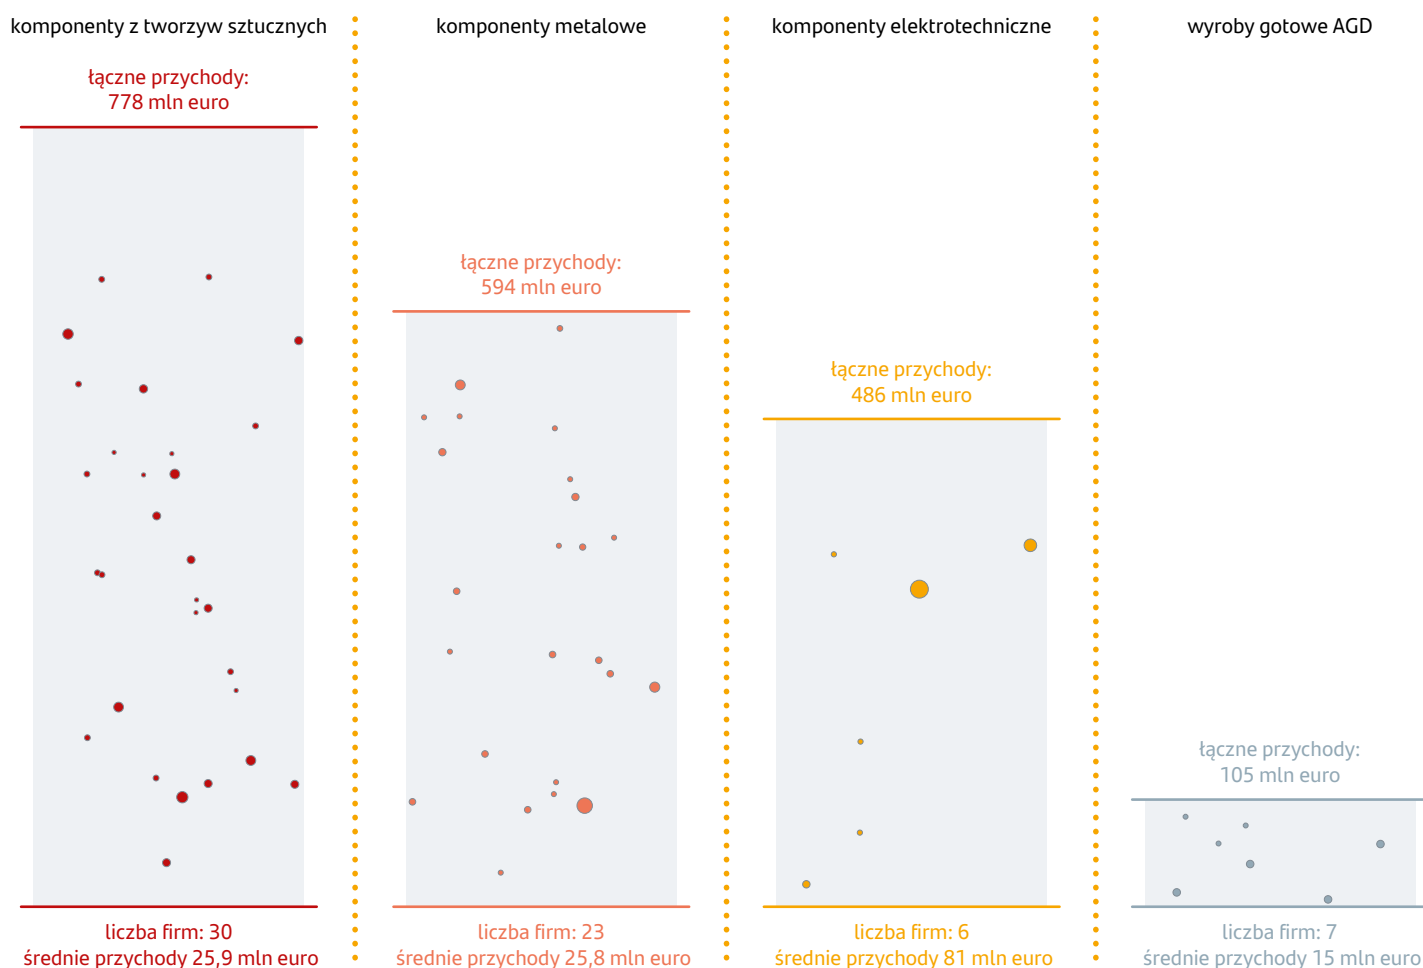 komponenty z tworzyw sztucznych
łączne przychody:
778 mln euro
liczba firm: 30
średnie przychody 25,9 mln euro
komponenty metalowe
łączne przychody:
594 mln euro
liczba firm: 23
średnie przychody 25,8 mln euro
komponenty elektrotechniczne
łączne przychody:
486 mln euro
liczba firm: 6
średnie przychody 81 mln euro
wyroby gotowe AGD
łączne przychody:
105 mln euro
liczba firm: 7
średnie przychody 15 mln euro